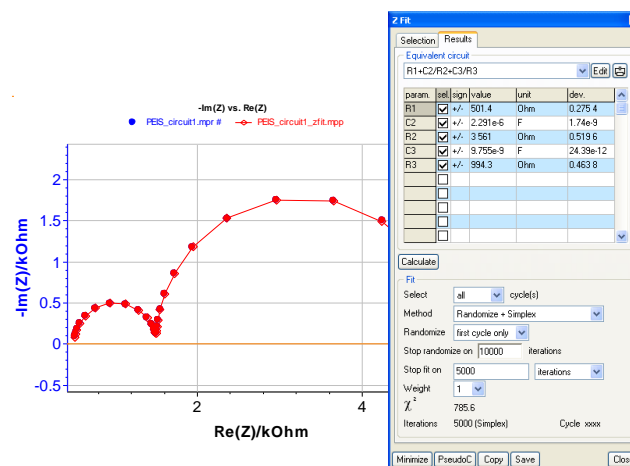 Z Fit
Selection Results
Equivalent circuit
R1+C2/R2+C3/R3 Edit
param. sel. sign value unit dev.
R1 +/- 501.4 Ohm 0.275 4
C2 +/- 2.291e-6 F 1.74e-9
R2 +/- 3 561 Ohm 0.519 6
C3 +/- 9.755e-9 F 24.39e-12
R3 +/- 994.3 Ohm 0.463 8
Calculate
Fit
Select all cycle(s)
Method Randomize + Simplex
Randomize first cycle only
Stop randomize on 10000 iterations
Stop fit on 5000 iterations
Weight 1
χ² 785.6
Iterations 5000 (Simplex) Cycle xxxx
Minimize PseudoC Copy Save Close
-Im(Z) vs. Re(Z)
PEIS_circuit1.mpr # PEIS_circuit1_zfit.mpp
-Im(Z)/kOhm
2
1.5
1
0.5
0
-0.5
2 4
Re(Z)/kOhm